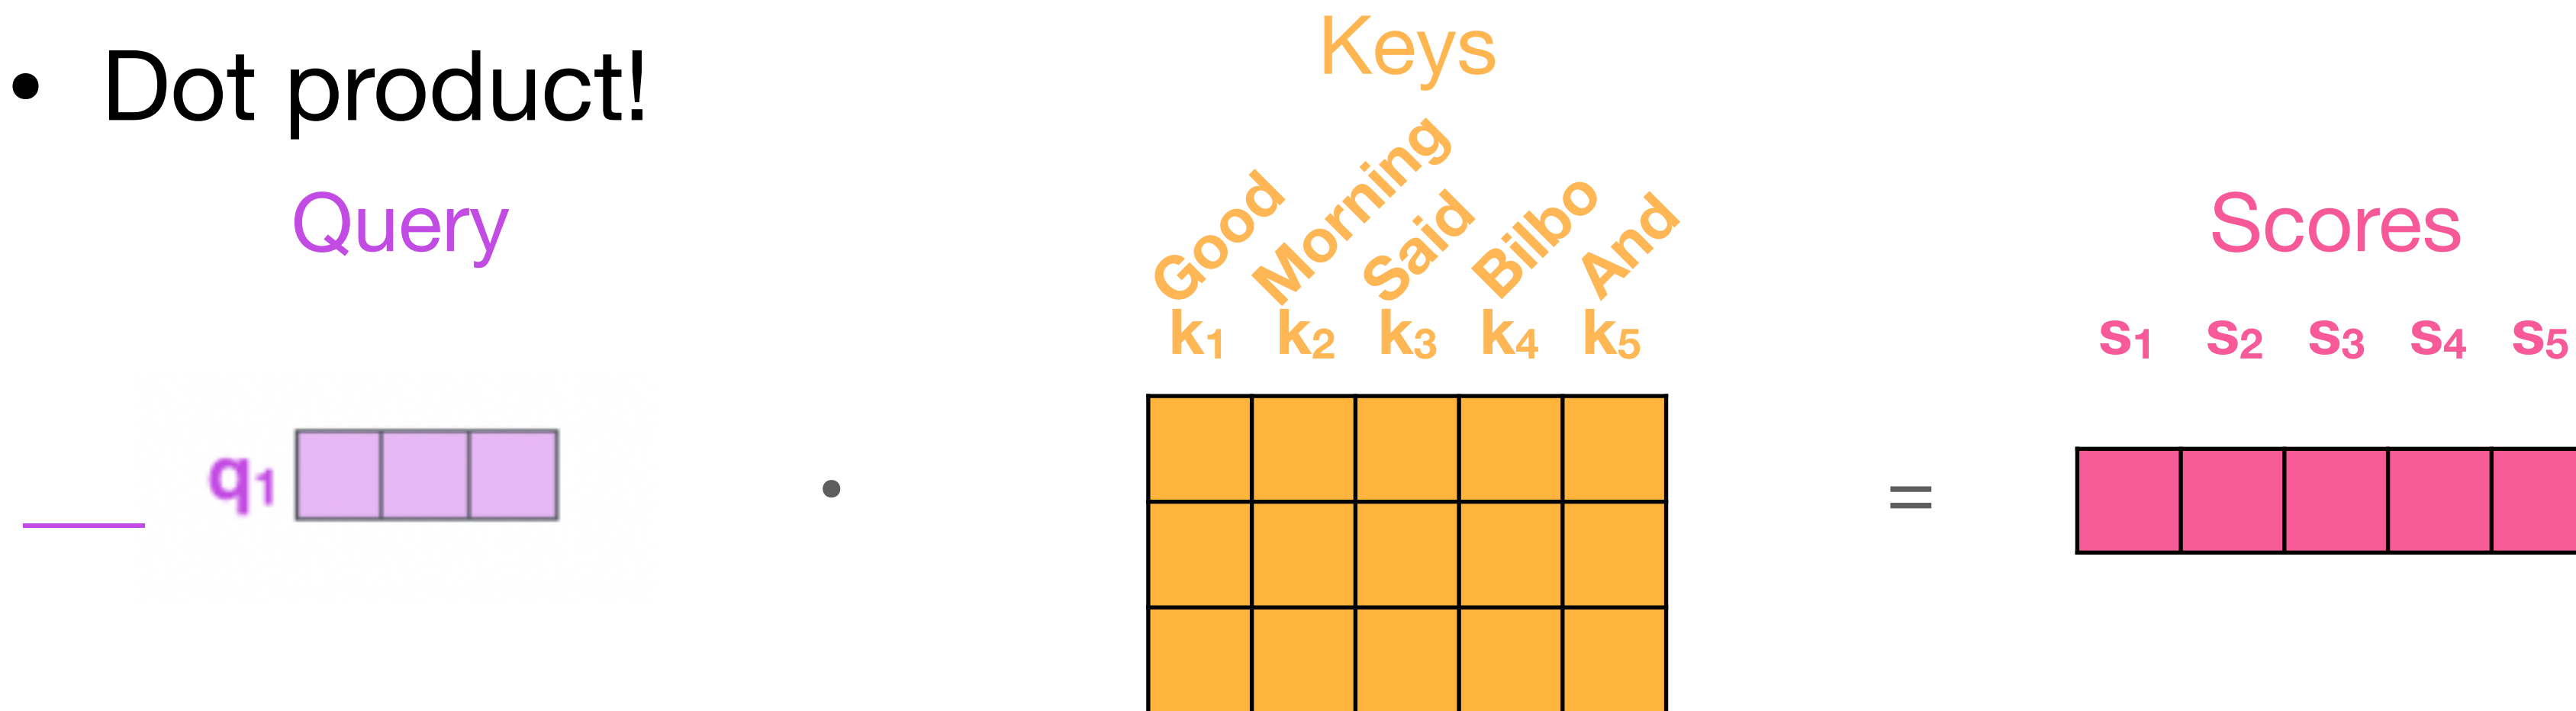 • Dot product!
Keys
Query
Good Morning Said Bilbo And
Scores
k1 k2 k3 k4 k5
s1 s2 s3 s4 s5
q1
•
=